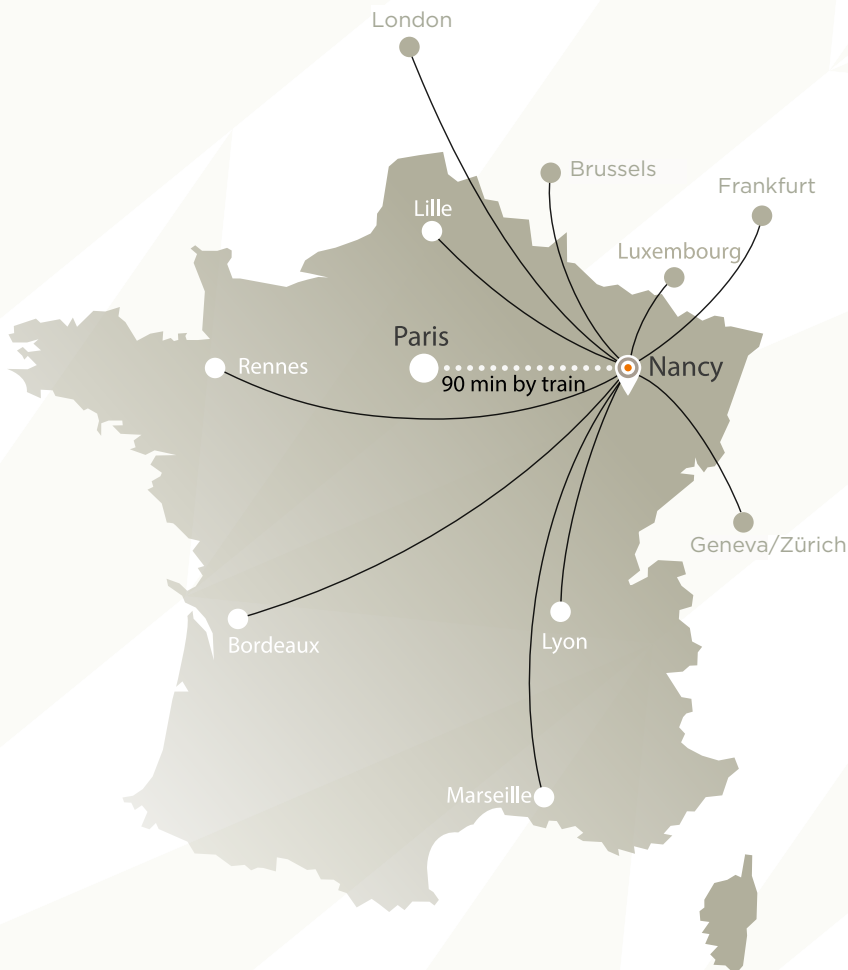 London
Brussels
Frankfurt
Lille
Luxembourg
Paris
Rennes
Nancy
90 min by train
Geneva/Zürich
Bordeaux
Lyon
Marseille